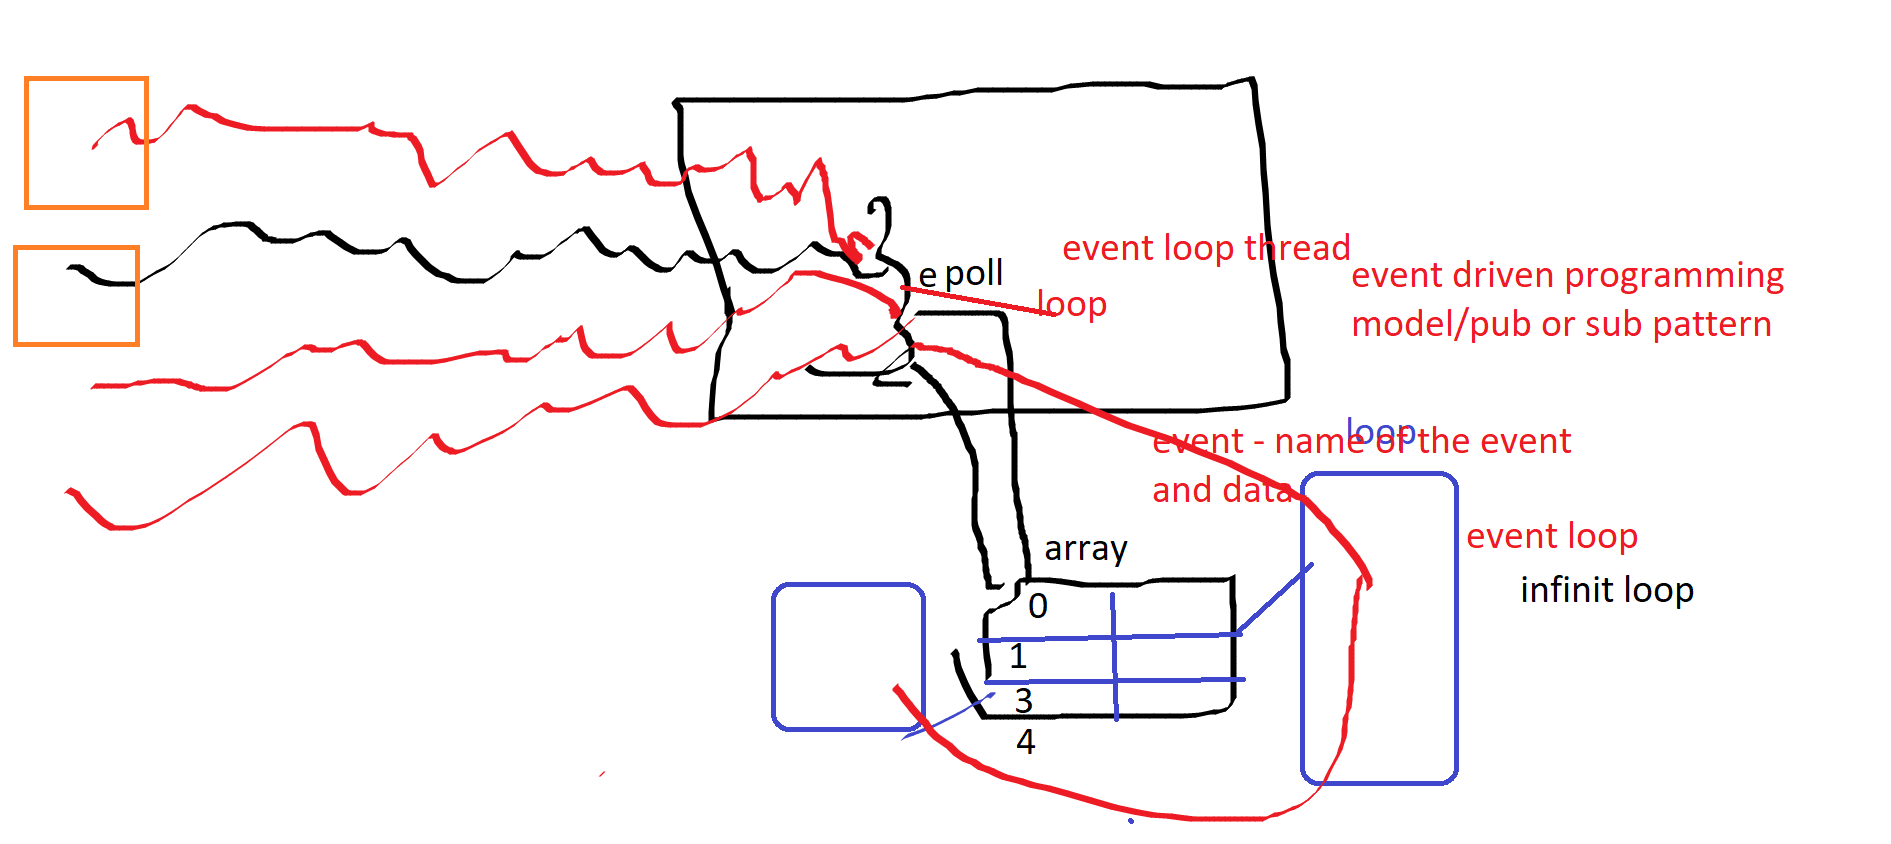 event loop thread
e poll
loop
event driven programming
model/pub or sub pattern
loop
event - name of the event
and data
event loop
infinit loop
array
0
1
3
4